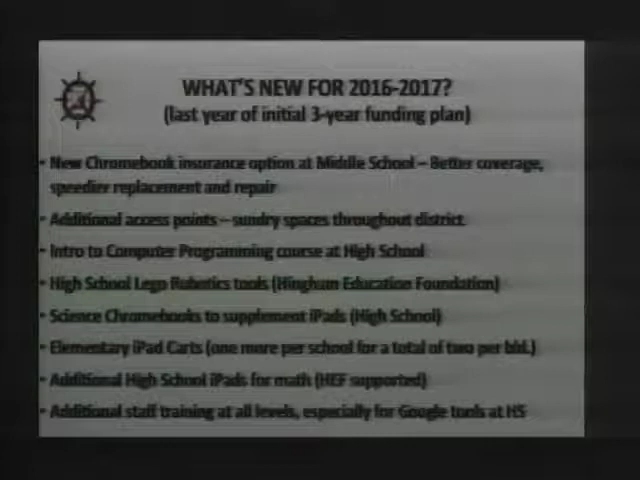 WHAT'S NEW FOR 2016-2017?
(last year of initial 3-year funding plan)
• New Chromebook insurance option at Middle School – Better coverage,
speedier replacement and repair
• Additional access points – sundry spaces throughout district
• Intro to Computer Programming course at High School
• High School Lego Robotics tools (Hingham Education Foundation)
• Science Chromebooks to supplement iPads (High School)
• Elementary iPad Carts (one more per school for a total of two per bld.)
• Additional High School iPads for math (HEF supported)
• Additional staff training at all levels, especially for Google tools at HS